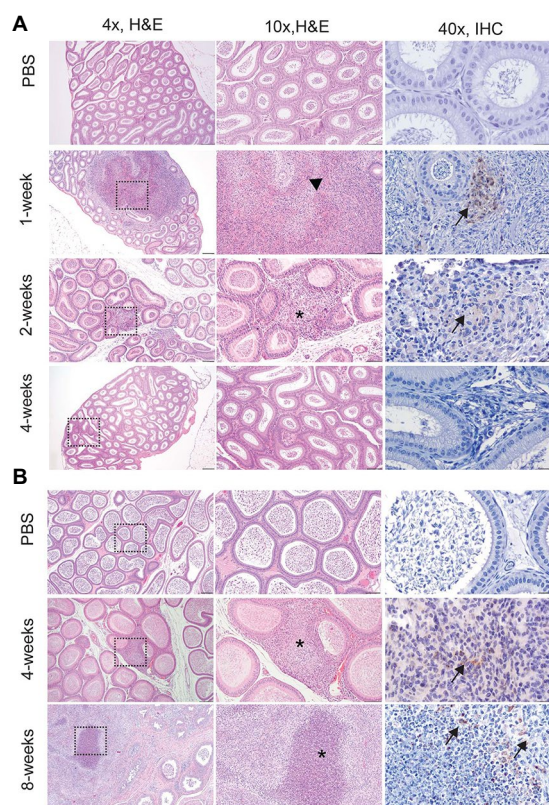 A
4x, H&E 10x,H&E 40x, IHC
PBS
1-week
2-weeks
4-weeks
B
PBS
4-weeks
8-weeks